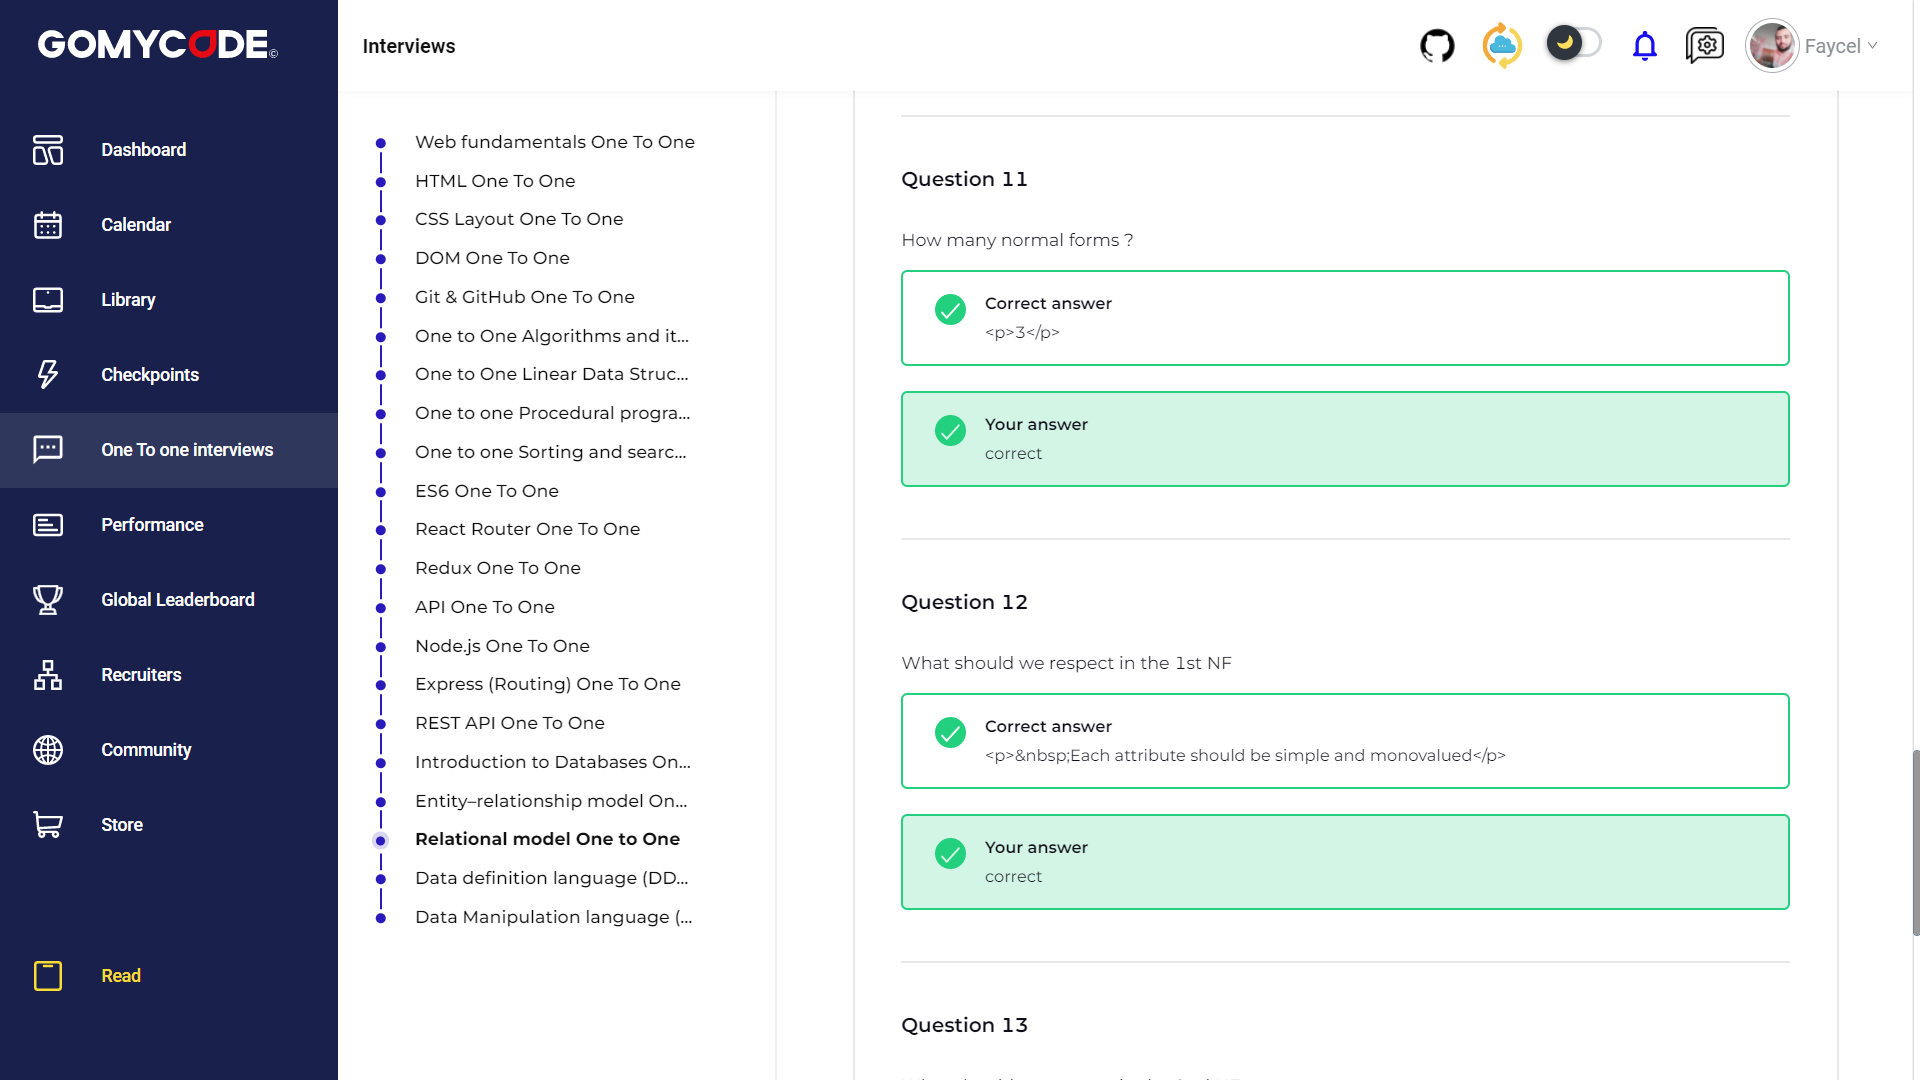 GOMYCODE©
Interviews
Faycel
Dashboard
Calendar
Library
Checkpoints
One To one interviews
Performance
Global Leaderboard
Recruiters
Community
Store
Read
Web fundamentals One To One
HTML One To One
CSS Layout One To One
DOM One To One
Git & GitHub One To One
One to One Algorithms and it...
One to One Linear Data Struc...
One to one Procedural progra...
One to one Sorting and searc...
ES6 One To One
React Router One To One
Redux One To One
API One To One
Node.js One To One
Express (Routing) One To One
REST API One To One
Introduction to Databases On...
Entity–relationship model On...
Relational model One to One
Data definition language (DD...
Data Manipulation language (...
Question 11
How many normal forms ?
Correct answer
<p>3</p>
Your answer
correct
Question 12
What should we respect in the 1st NF
Correct answer
<p>&nbsp;Each attribute should be simple and monovalued</p>
Your answer
correct
Question 13